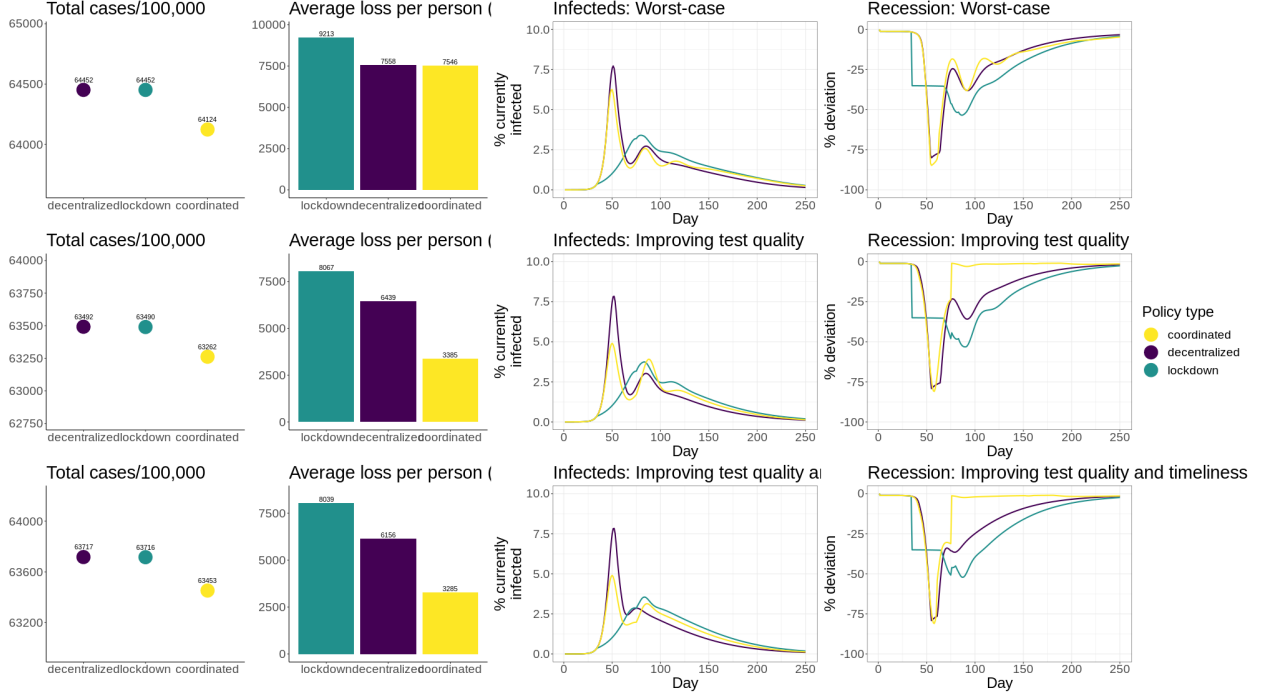 Total cases/100,000
65000
64500
64000
64452
64452
64124
decentralized lockdown coordinated
Average loss per person (
10000
7500
5000
2500
0
9213
7558
7546
lockdown decentralized coordinated
Infecteds: Worst-case
% currently
infected
10.0
7.5
5.0
2.5
0.0
0 50 100 150 200 250
Day
Recession: Worst-case
% deviation
0
-25
-50
-75
-100
0 50 100 150 200 250
Day
Total cases/100,000
64000
63750
63500
63250
63000
62750
63492
63490
63262
decentralized lockdown coordinated
Average loss per person (
7500
5000
2500
0
8067
6439
3385
lockdown decentralized coordinated
Infecteds: Improving test quality
% currently
infected
10.0
7.5
5.0
2.5
0.0
0 50 100 150 200 250
Day
Recession: Improving test quality
% deviation
0
-25
-50
-75
-100
0 50 100 150 200 250
Day
Policy type
coordinated
decentralized
lockdown
Total cases/100,000
64000
63600
63200
63717
63716
63453
decentralized lockdown coordinated
Average loss per person (
7500
5000
2500
0
8039
6156
3285
lockdown decentralized coordinated
Infecteds: Improving test quality a
% currently
infected
10.0
7.5
5.0
2.5
0.0
0 50 100 150 200 250
Day
Recession: Improving test quality and timeliness
% deviation
0
-25
-50
-75
-100
0 50 100 150 200 250
Day